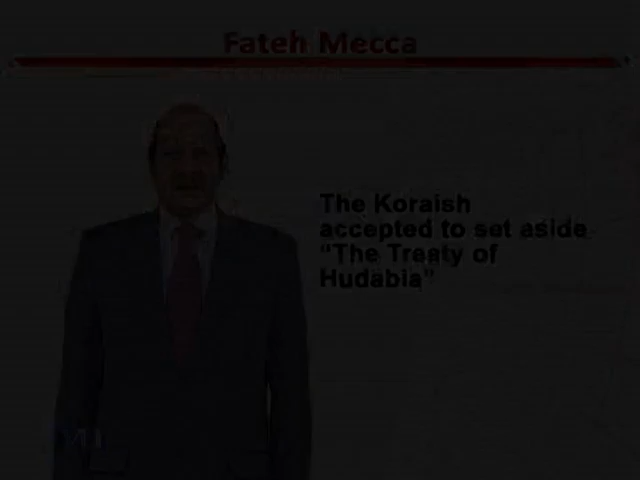 Fateh Mecca
The Koraish
accepted to set aside
"The Treaty of
Hudabia"